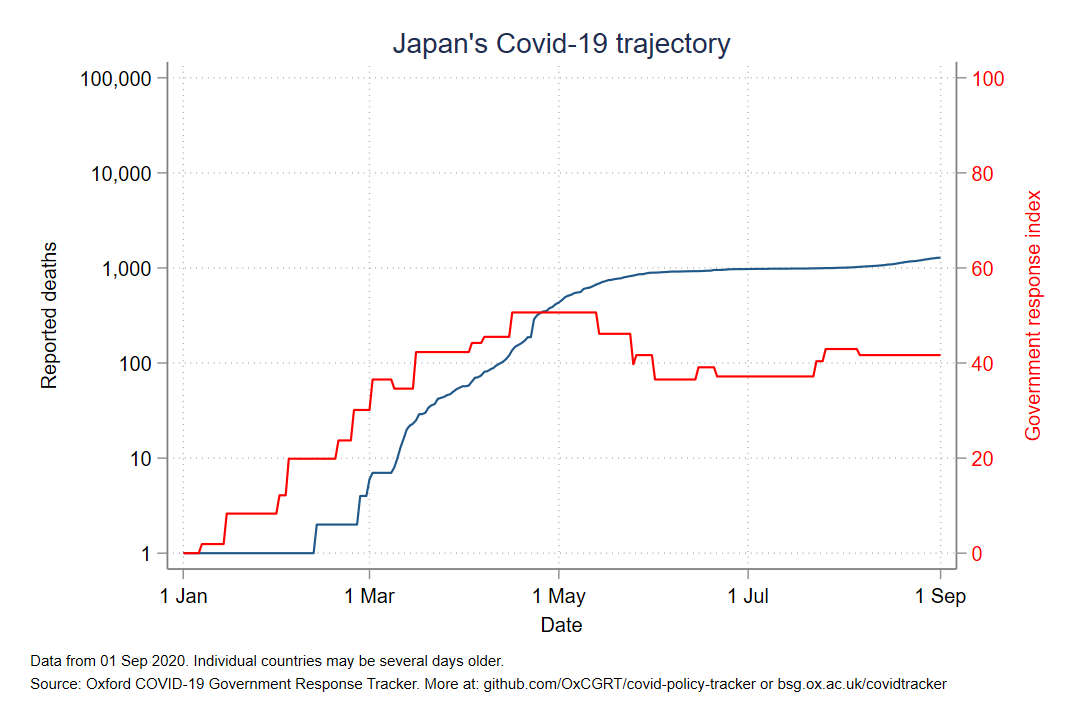 Japan's Covid-19 trajectory
100,000
10,000
1,000
100
10
1
Reported deaths
100
80
60
40
20
0
Government response index
1 Jan
1 Mar
1 May
1 Jul
1 Sep
Date
Data from 01 Sep 2020. Individual countries may be several days older.
Source: Oxford COVID-19 Government Response Tracker. More at: github.com/OxCGRT/covid-policy-tracker or bsg.ox.ac.uk/covidtracker